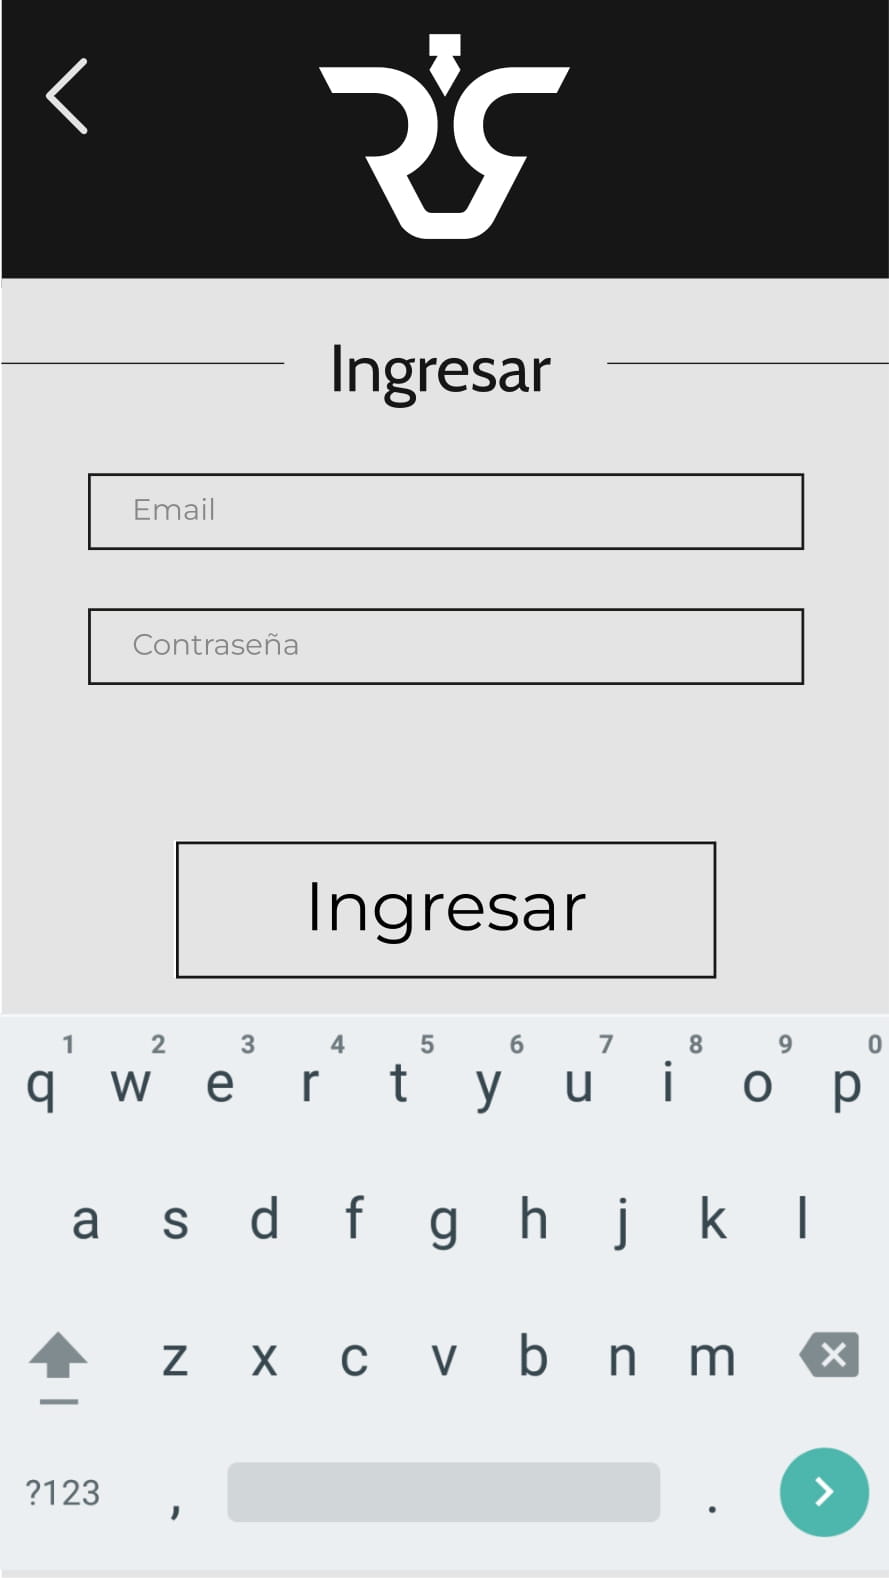 Ingresar
Email
Contraseña
Ingresar
1 2 3 4 5 6 7 8 9 0
q w e r t y u i o p
a s d f g h j k l
z x c v b n m
?123 , .